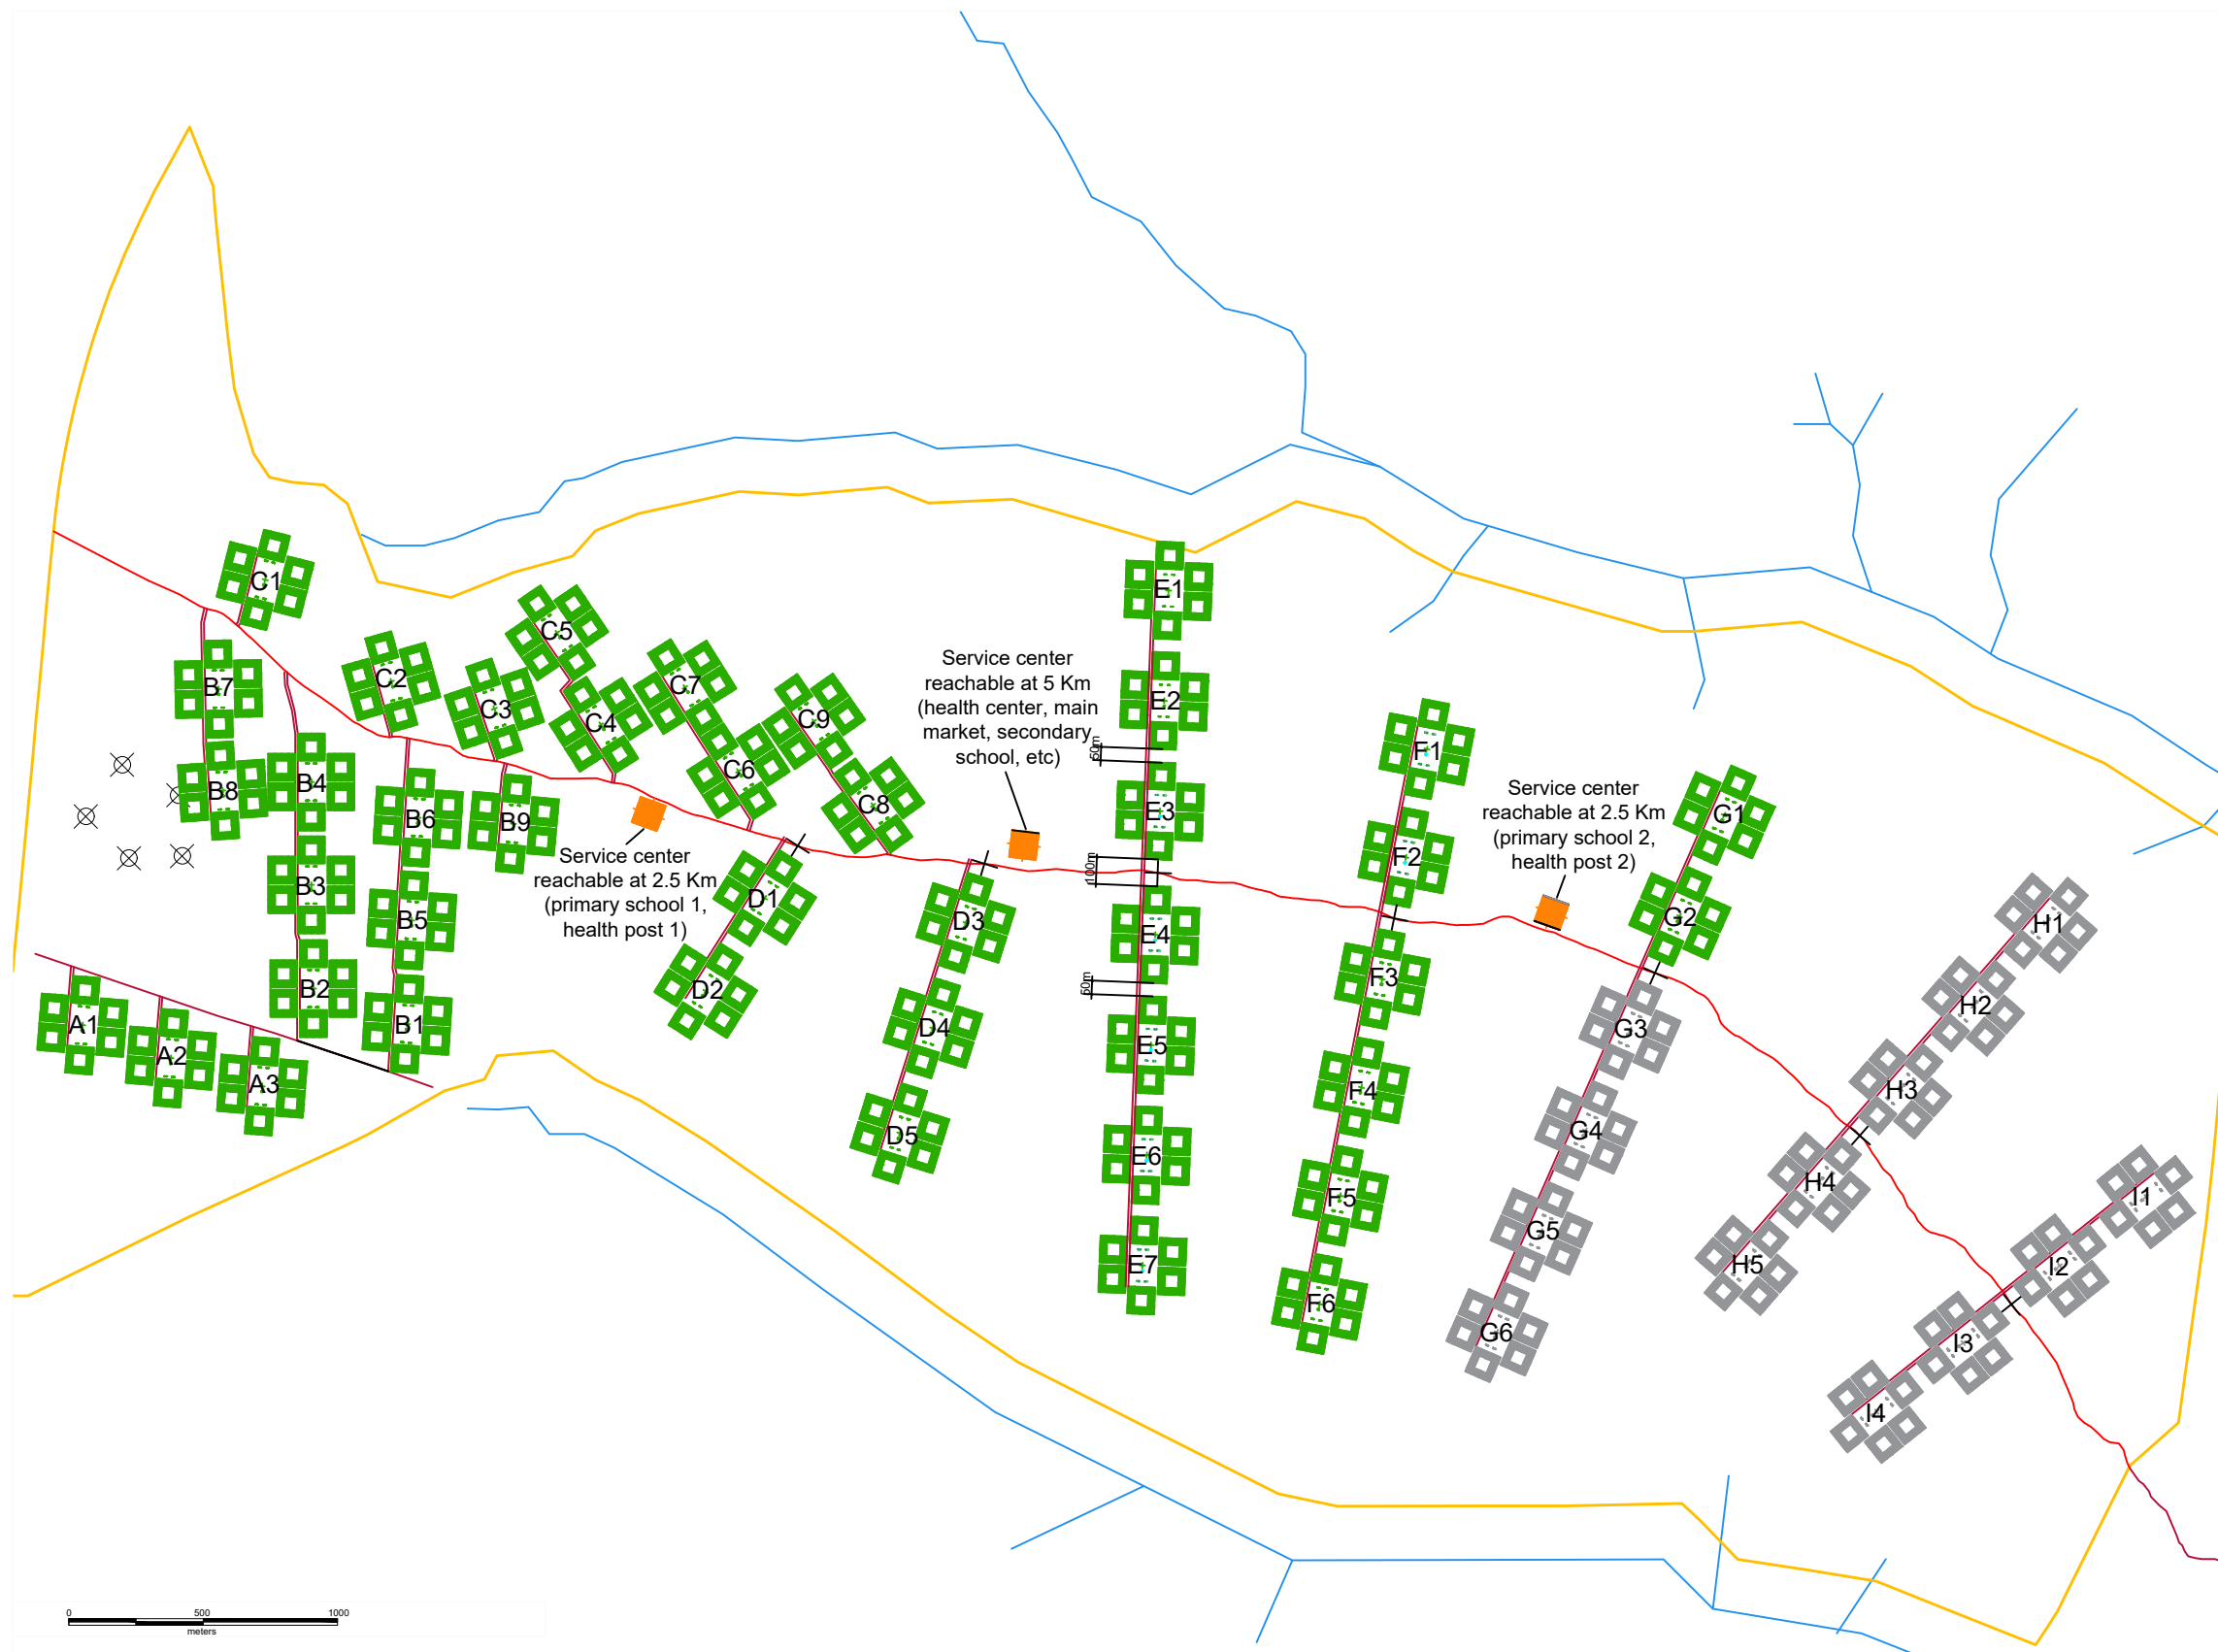 C1
C5
E1
C2
C7
B7
C3
C4
C9
E2
Service center
reachable at 5 Km
(health center, main
market, secondary
school, etc)
50m
F1
C6
B8
B4
B6
B9
C8
E3
Service center
reachable at 2.5 Km
(primary school 2,
health post 2)
G1
F2
Service center
reachable at 2.5 Km
(primary school 1,
health post 1)
100m
B3
D1
B5
D3
E4
G2
H1
F3
50m
B2
D2
A1
B1
D4
E5
G3
H2
A2
A3
F4
H3
D5
E6
G4
H4
F5
I1
G5
E7
H5
I2
F6
G6
I3
I4
0 500 1000
meters